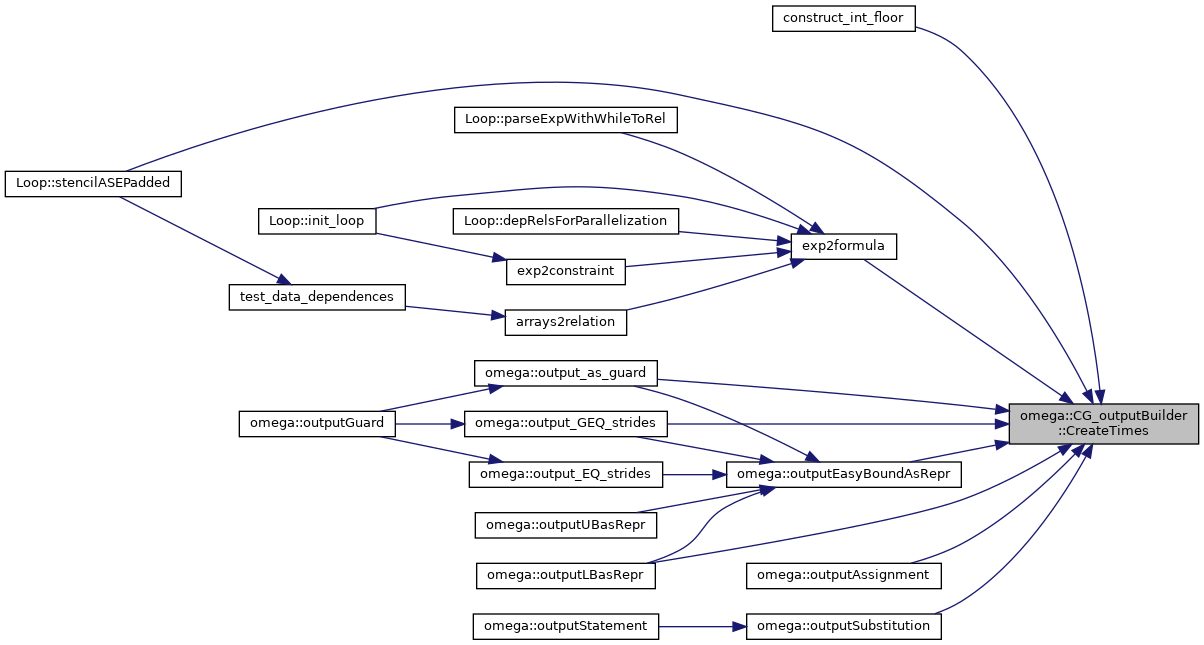 construct_int_floor
Loop::parseExpWithWhileToRel
Loop::stencilASEPadded
Loop::init_loop
Loop::depRelsForParallelization
exp2formula
exp2constraint
test_data_dependences
arrays2relation
omega::output_as_guard
omega::CG_outputBuilder
::CreateTimes
omega::outputGuard
omega::output_GEQ_strides
omega::output_EQ_strides
omega::outputEasyBoundAsRepr
omega::outputUBasRepr
omega::outputLBasRepr
omega::outputAssignment
omega::outputStatement
omega::outputSubstitution